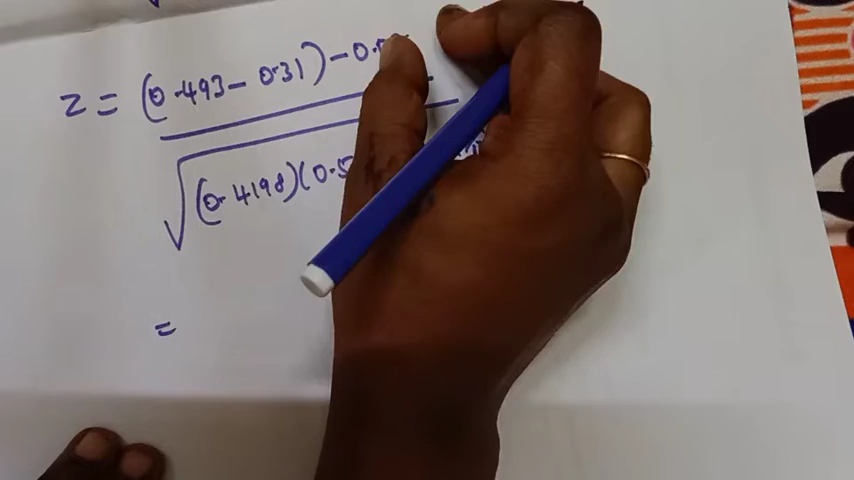 z = (0.493 - 0.31) - 0.
(0.4198)(0.5
=